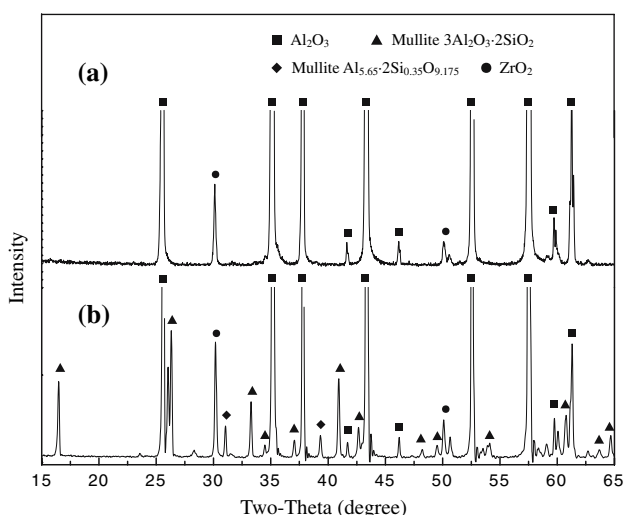 ■ Al₂O₃ ▲ Mullite 3Al₂O₃·2SiO₂
(a) ◆ Mullite Al₅.₆₅·2Si₀.₃₅O₉.₁₇₅ ● ZrO₂
Intensity
(b)
15 20 25 30 35 40 45 50 55 60 65
Two-Theta (degree)